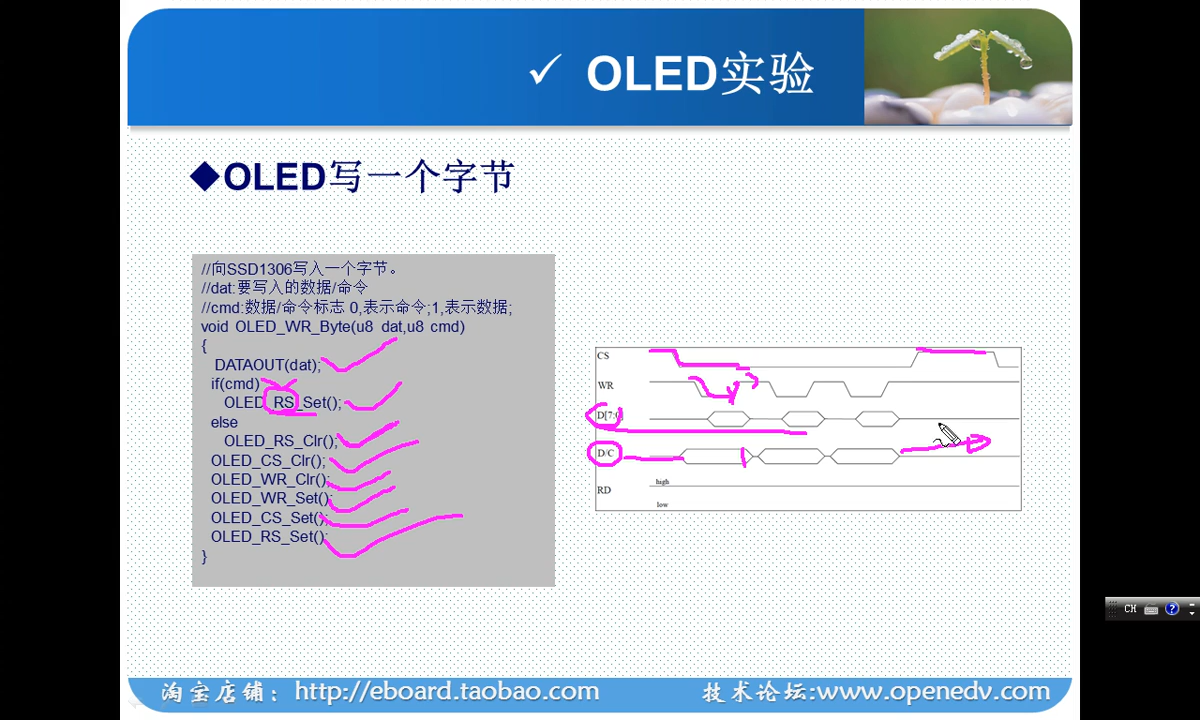 ✓ OLED实验
◆OLED写一个字节
//向SSD1306写入一个字节。
//dat:要写入的数据/命令
//cmd:数据/命令标志 0,表示命令;1,表示数据;
void OLED_WR_Byte(u8 dat,u8 cmd)
{
DATAOUT(dat);
if(cmd)
OLED_RS_Set();
else
OLED_RS_Clr();
OLED_CS_Clr();
OLED_WR_Clr();
OLED_WR_Set();
OLED_CS_Set();
OLED_RS_Set();
}
CS
WR
D[7:0]
D/C
RD
high
low
CH
淘宝店铺：http://eboard.taobao.com
技术论坛:www.openedv.com